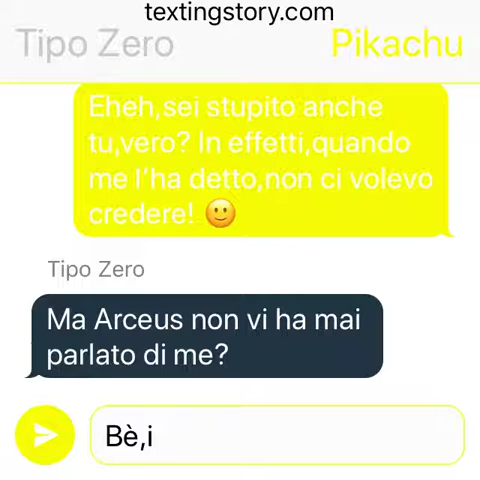 textingstory.com
Tipo Zero Pikachu
Eheh,sei stupito anche
tu,vero? In effetti,quando
me l'ha detto,non ci volevo
credere! 🙂
Tipo Zero
Ma Arceus non vi ha mai
parlato di me?
Bè,i